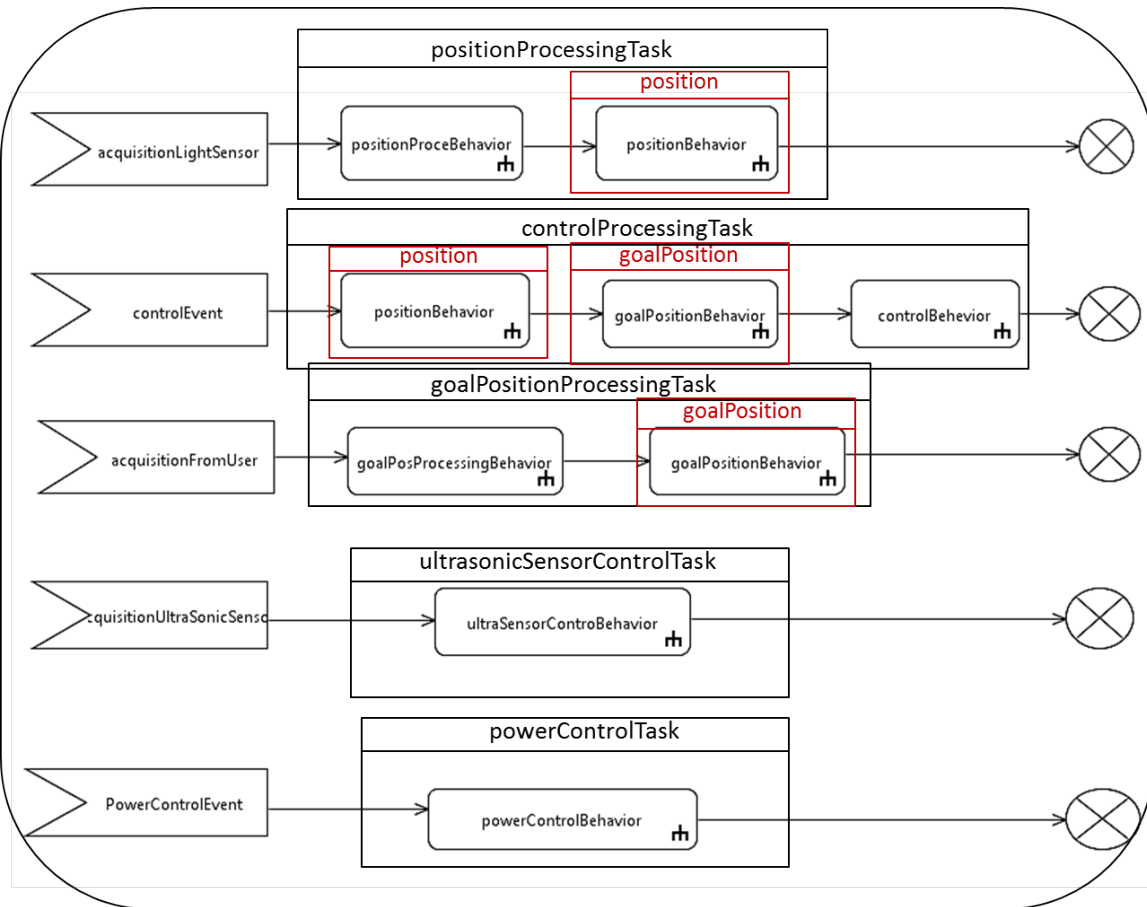 positionProcessingTask
position
acquisitionLightSensor
positionProceBehavior
positionBehavior
controlProcessingTask
position
goalPosition
controlEvent
positionBehavior
goalPositionBehavior
controlBehevior
goalPositionProcessingTask
goalPosition
acquisitionFromUser
goalPosProcessingBehavior
goalPositionBehavior
ultrasonicSensorControlTask
cquisitionUltraSonicSenso
ultraSensorControBehavior
powerControlTask
PowerControlEvent
powerControlBehavior